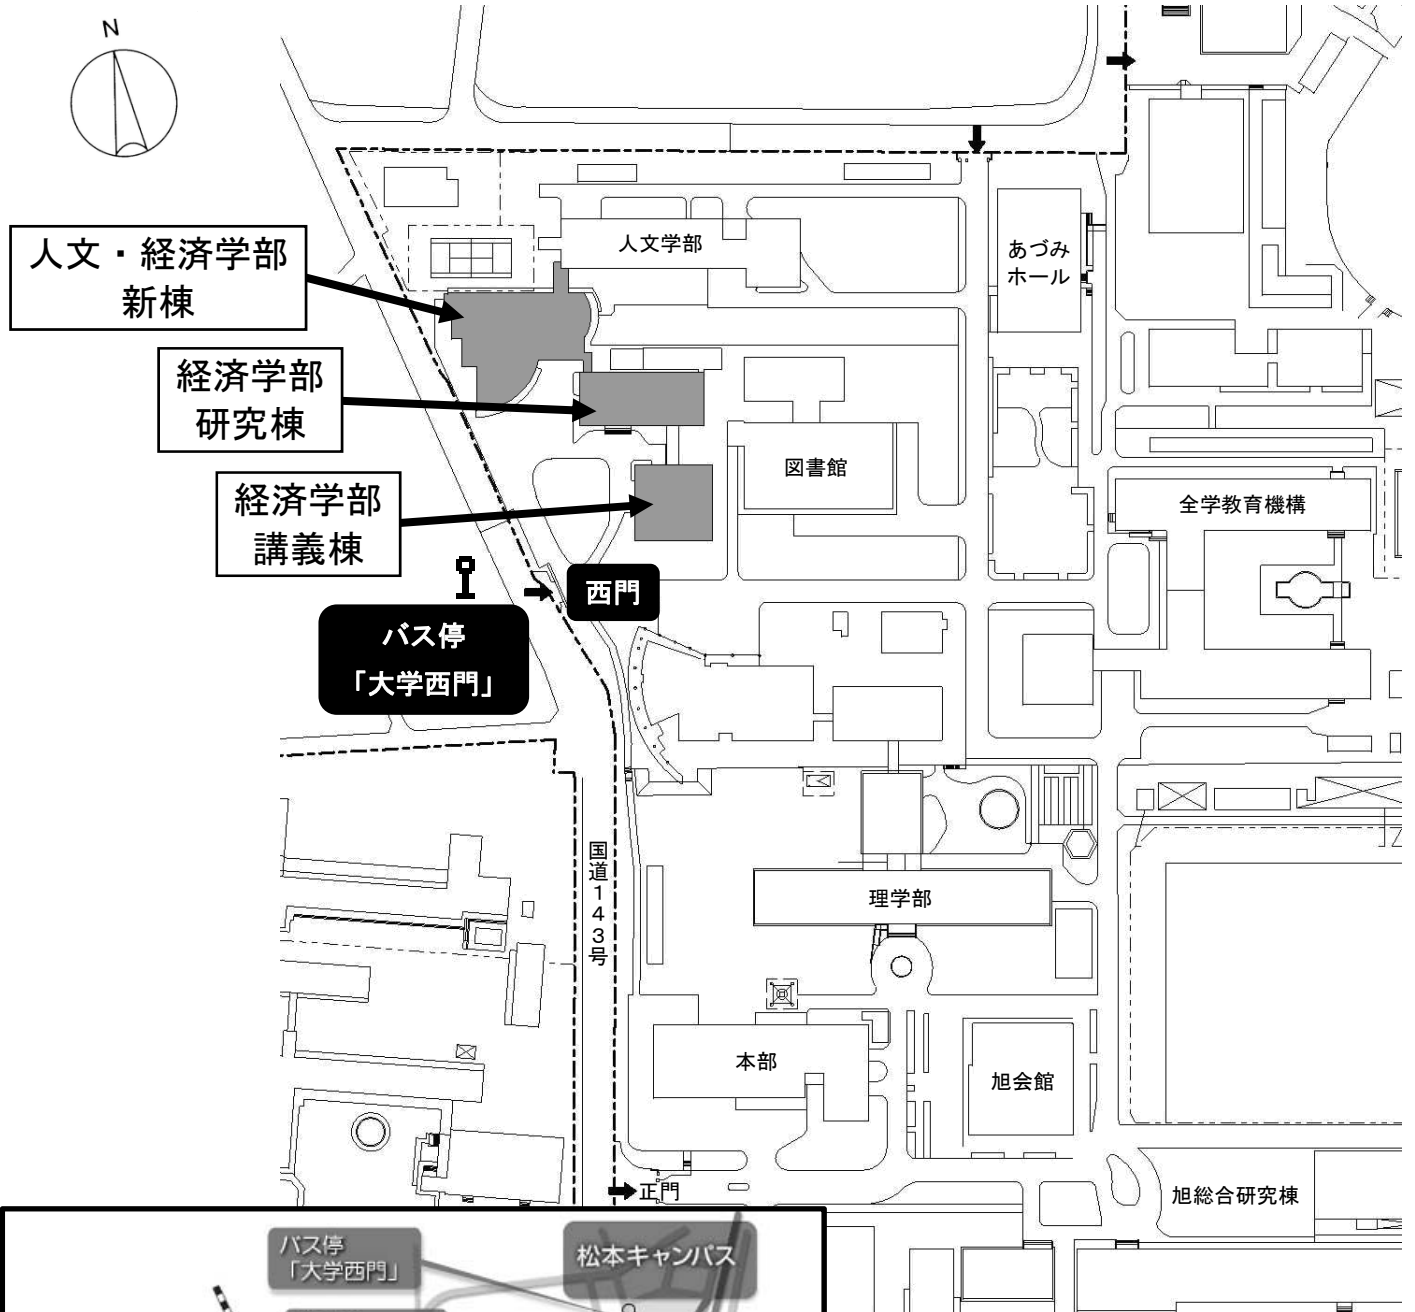 N
人文学部
あづみ
ホール
人文・経済学部
新棟
経済学部
研究棟
図書館
経済学部
講義棟
全学教育機構
西門
バス停
「大学西門」
国道143号
理学部
本部
旭会館
正門
旭総合研究棟
バス停
「大学西門」
松本キャンパス